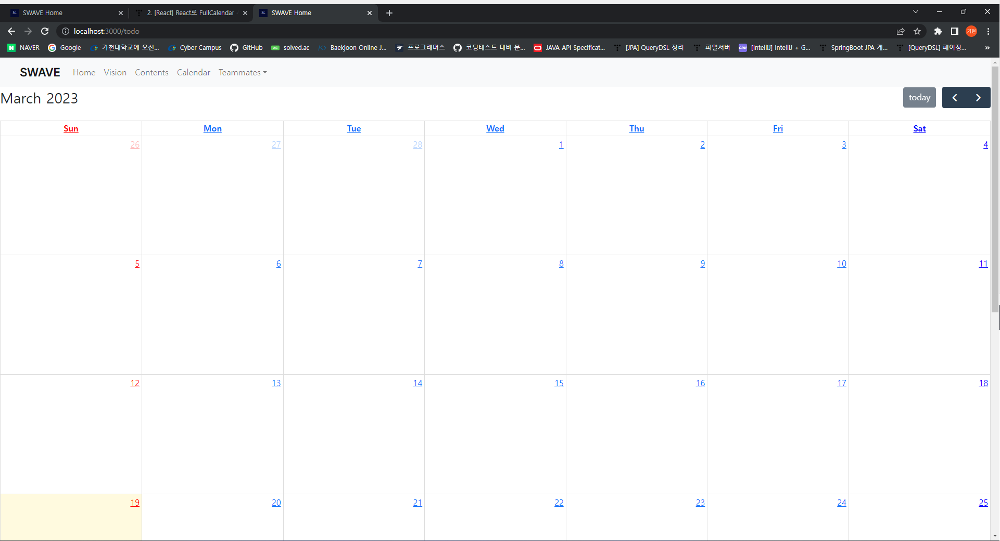 SWAVE Home
2. [React] React로 FullCalendar
SWAVE Home
localhost:3000/todo
기현
NAVER
Google
가천대학교에 오신...
Cyber Campus
GitHub
solved.ac
Baekjoon Online J...
프로그래머스
코딩테스트 대비 문...
JAVA API Specificat...
[JPA] QueryDSL 정리
파일서버
[IntelliJ] IntelliJ + G...
SpringBoot JPA 게...
[QueryDSL] 페이징...
SWAVE Home Vision Contents Calendar Teammates
March 2023
today
Sun Mon Tue Wed Thu Fri Sat
26 27 28 1 2 3 4
5 6 7 8 9 10 11
12 13 14 15 16 17 18
19 20 21 22 23 24 25